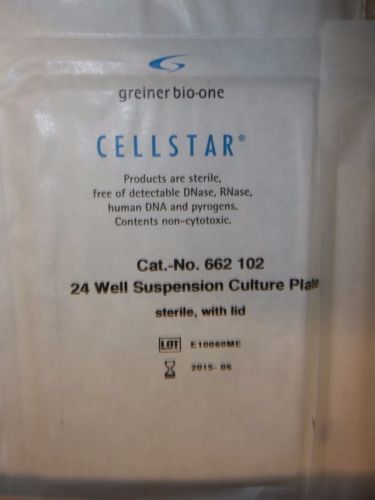 greiner bio-one
CELLSTAR®
Products are sterile,
free of detectable DNase, RNase,
human DNA and pyrogens.
Contents non-cytotoxic.
Cat.-No. 662 102
24 Well Suspension Culture Plate
sterile, with lid
LOT E10060ME
2015-06